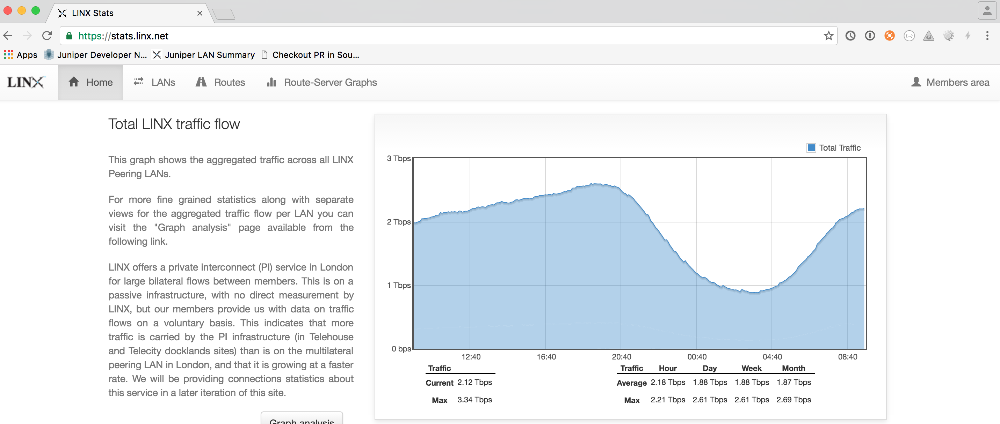 LINX Stats
https://stats.linx.net
Apps Juniper Developer N... Juniper LAN Summary Checkout PR in Sou...
LINX Home LANs Routes Route-Server Graphs Members area
Total LINX traffic flow
This graph shows the aggregated traffic across all LINX
Peering LANs.
For more fine grained statistics along with separate
views for the aggregated traffic flow per LAN you can
visit the "Graph analysis" page available from the
following link.
LINX offers a private interconnect (PI) service in London
for large bilateral flows between members. This is on a
passive infrastructure, with no direct measurement by
LINX, but our members provide us with data on traffic
flows on a voluntary basis. This indicates that more
traffic is carried by the PI infrastructure (in Telehouse
and Telecity docklands sites) than is on the multilateral
peering LAN in London, and that it is growing at a faster
rate. We will be providing connections statistics about
this service in a later iteration of this site.
Graph analysis
Total Traffic
3 Tbps
2 Tbps
1 Tbps
0 bps
12:40 16:40 20:40 00:40 04:40 08:40
Traffic
Current 2.12 Tbps
Max 3.34 Tbps
Traffic Hour Day Week Month
Average 2.18 Tbps 1.88 Tbps 1.88 Tbps 1.87 Tbps
Max 2.21 Tbps 2.61 Tbps 2.61 Tbps 2.69 Tbps